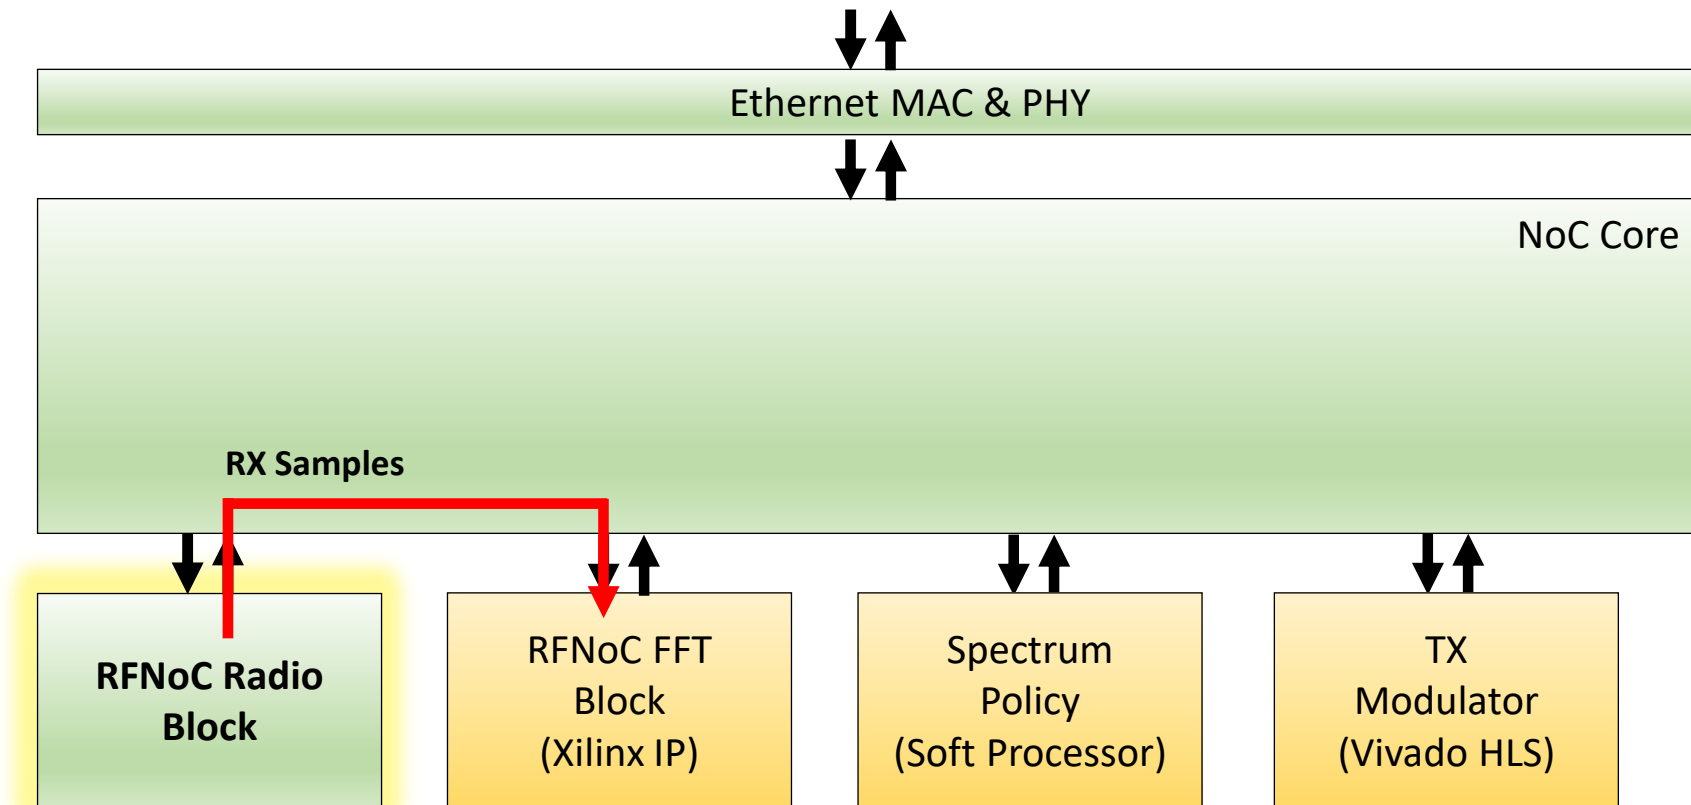 Ethernet MAC & PHY
NoC Core
RX Samples
RFNoC Radio
Block
RFNoC FFT
Block
(Xilinx IP)
Spectrum
Policy
(Soft Processor)
TX
Modulator
(Vivado HLS)